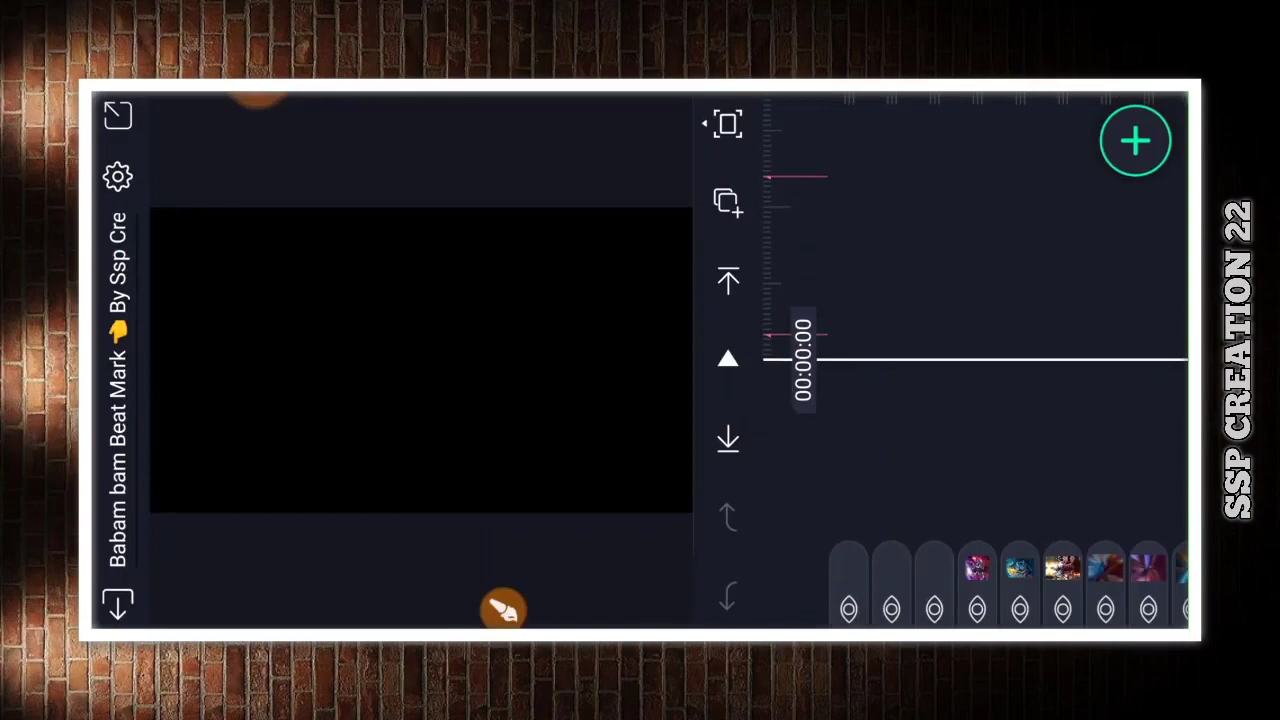 Babam bam Beat Mark 👈 By Ssp Cre
00:00:00
SSP CREATION 22